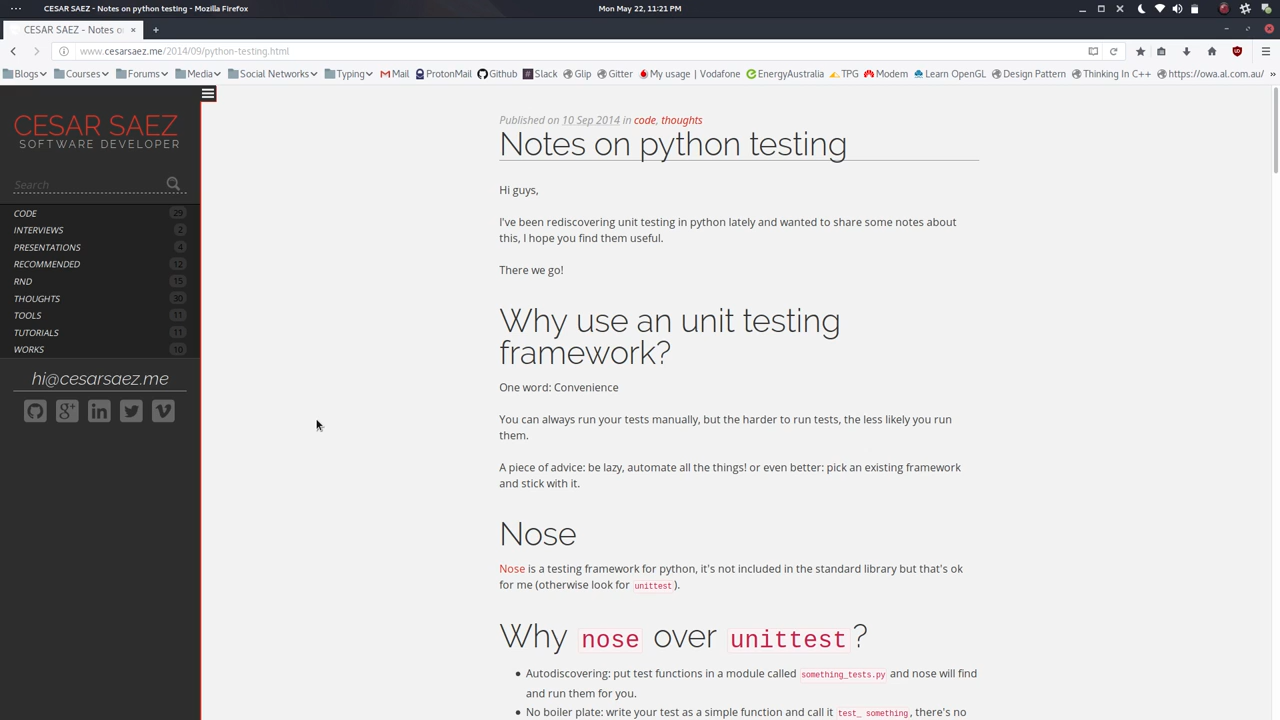 CESAR SAEZ - Notes on python testing - Mozilla Firefox
Mon May 22, 11:21 PM
CESAR SAEZ - Notes o
www.cesarsaez.me/2014/09/python-testing.html
Blogs Courses Forums Media Social Networks Typing Mail ProtonMail Github Slack Glip Gitter My usage | Vodafone EnergyAustralia TPG Modem Learn OpenGL Design Pattern Thinking In C++ https://owa.al.com.au/
CESAR SAEZ
SOFTWARE DEVELOPER
Search
CODE 29
INTERVIEWS 2
PRESENTATIONS 4
RECOMMENDED 12
RND 15
THOUGHTS 30
TOOLS 11
TUTORIALS 11
WORKS 10
hi@cesarsaez.me
Published on 10 Sep 2014 in code, thoughts
Notes on python testing
Hi guys,
I've been rediscovering unit testing in python lately and wanted to share some notes about
this, I hope you find them useful.
There we go!
Why use an unit testing
framework?
One word: Convenience
You can always run your tests manually, but the harder to run tests, the less likely you run
them.
A piece of advice: be lazy, automate all the things! or even better: pick an existing framework
and stick with it.
Nose
Nose is a testing framework for python, it's not included in the standard library but that's ok
for me (otherwise look for unittest).
Why nose over unittest?
• Autodiscovering: put test functions in a module called something_tests.py and nose will find
and run them for you.
• No boiler plate: write your test as a simple function and call it test_ something, there's no